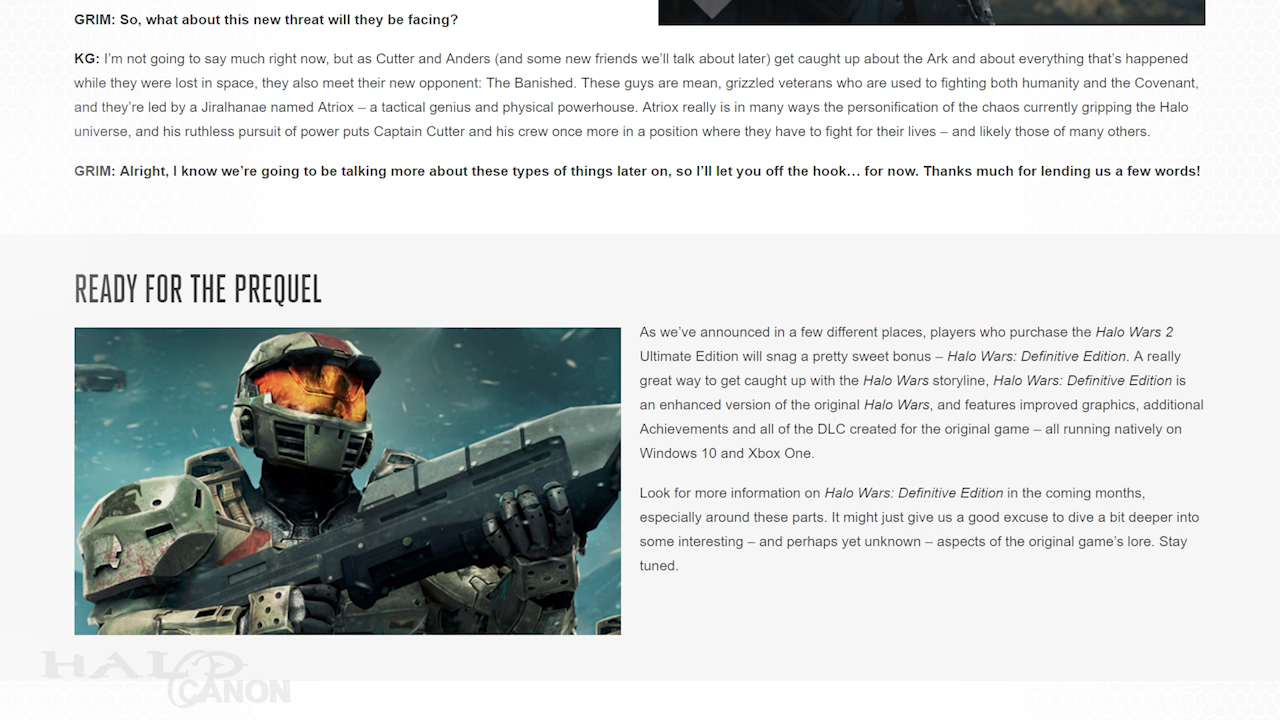 GRIM: So, what about this new threat will they be facing?
KG: I’m not going to say much right now, but as Cutter and Anders (and some new friends we’ll talk about later) get caught up about the Ark and about everything that’s happened
while they were lost in space, they also meet their new opponent: The Banished. These guys are mean, grizzled veterans who are used to fighting both humanity and the Covenant,
and they’re led by a Jiralhanae named Atriox – a tactical genius and physical powerhouse. Atriox really is in many ways the personification of the chaos currently gripping the Halo
universe, and his ruthless pursuit of power puts Captain Cutter and his crew once more in a position where they have to fight for their lives – and likely those of many others.
GRIM: Alright, I know we’re going to be talking more about these types of things later on, so I’ll let you off the hook… for now. Thanks much for lending us a few words!
READY FOR THE PREQUEL
As we’ve announced in a few different places, players who purchase the Halo Wars 2
Ultimate Edition will snag a pretty sweet bonus – Halo Wars: Definitive Edition. A really
great way to get caught up with the Halo Wars storyline, Halo Wars: Definitive Edition is
an enhanced version of the original Halo Wars, and features improved graphics, additional
Achievements and all of the DLC created for the original game – all running natively on
Windows 10 and Xbox One.
Look for more information on Halo Wars: Definitive Edition in the coming months,
especially around these parts. It might just give us a good excuse to dive a bit deeper into
some interesting – and perhaps yet unknown – aspects of the original game’s lore. Stay
tuned.
HALO
CANON